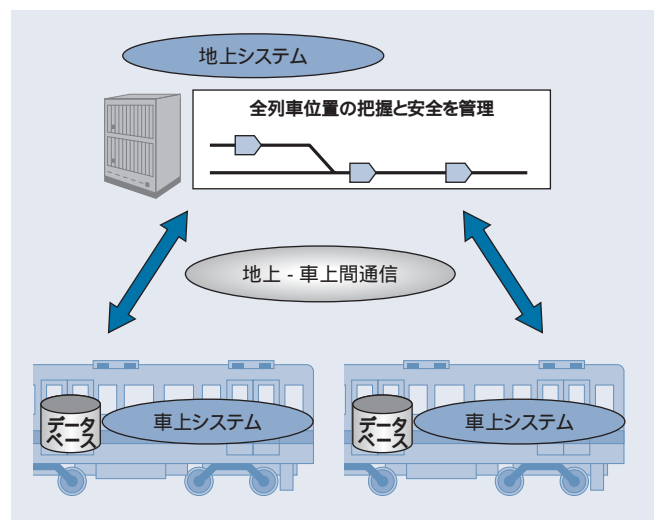 地上システム
全列車位置の把握と安全を管理
地上 - 車上間通信
データ
ベース
車上システム
データ
ベース
車上システム